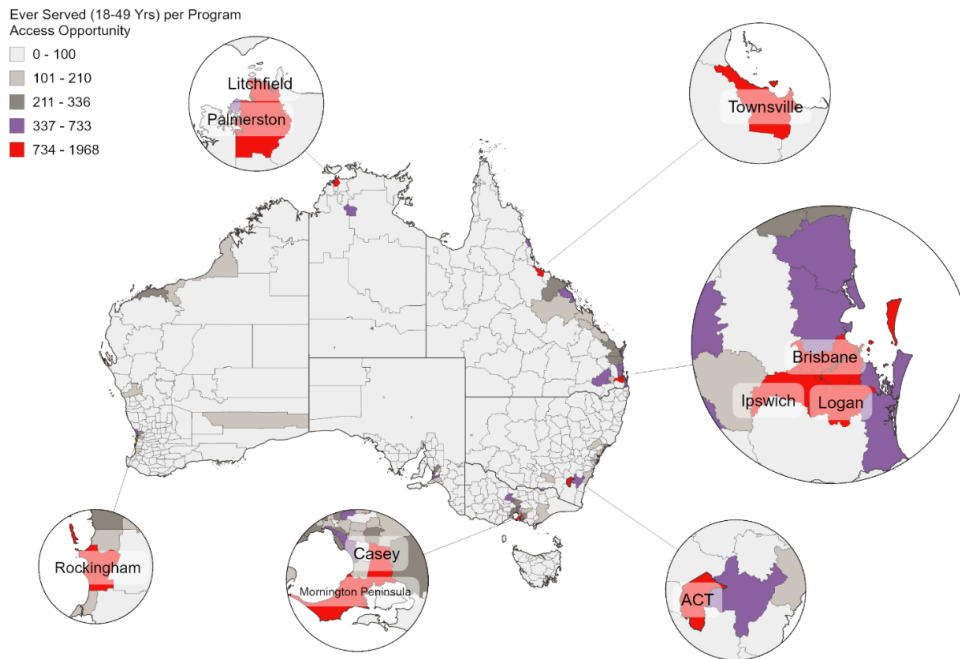 Ever Served (18-49 Yrs) per Program
Access Opportunity
0 - 100
101 - 210
211 - 336
337 - 733
734 - 1968
Litchfield
Palmerston
Townsville
Brisbane
Ipswich
Logan
Rockingham
Casey
Mornington Peninsula
ACT